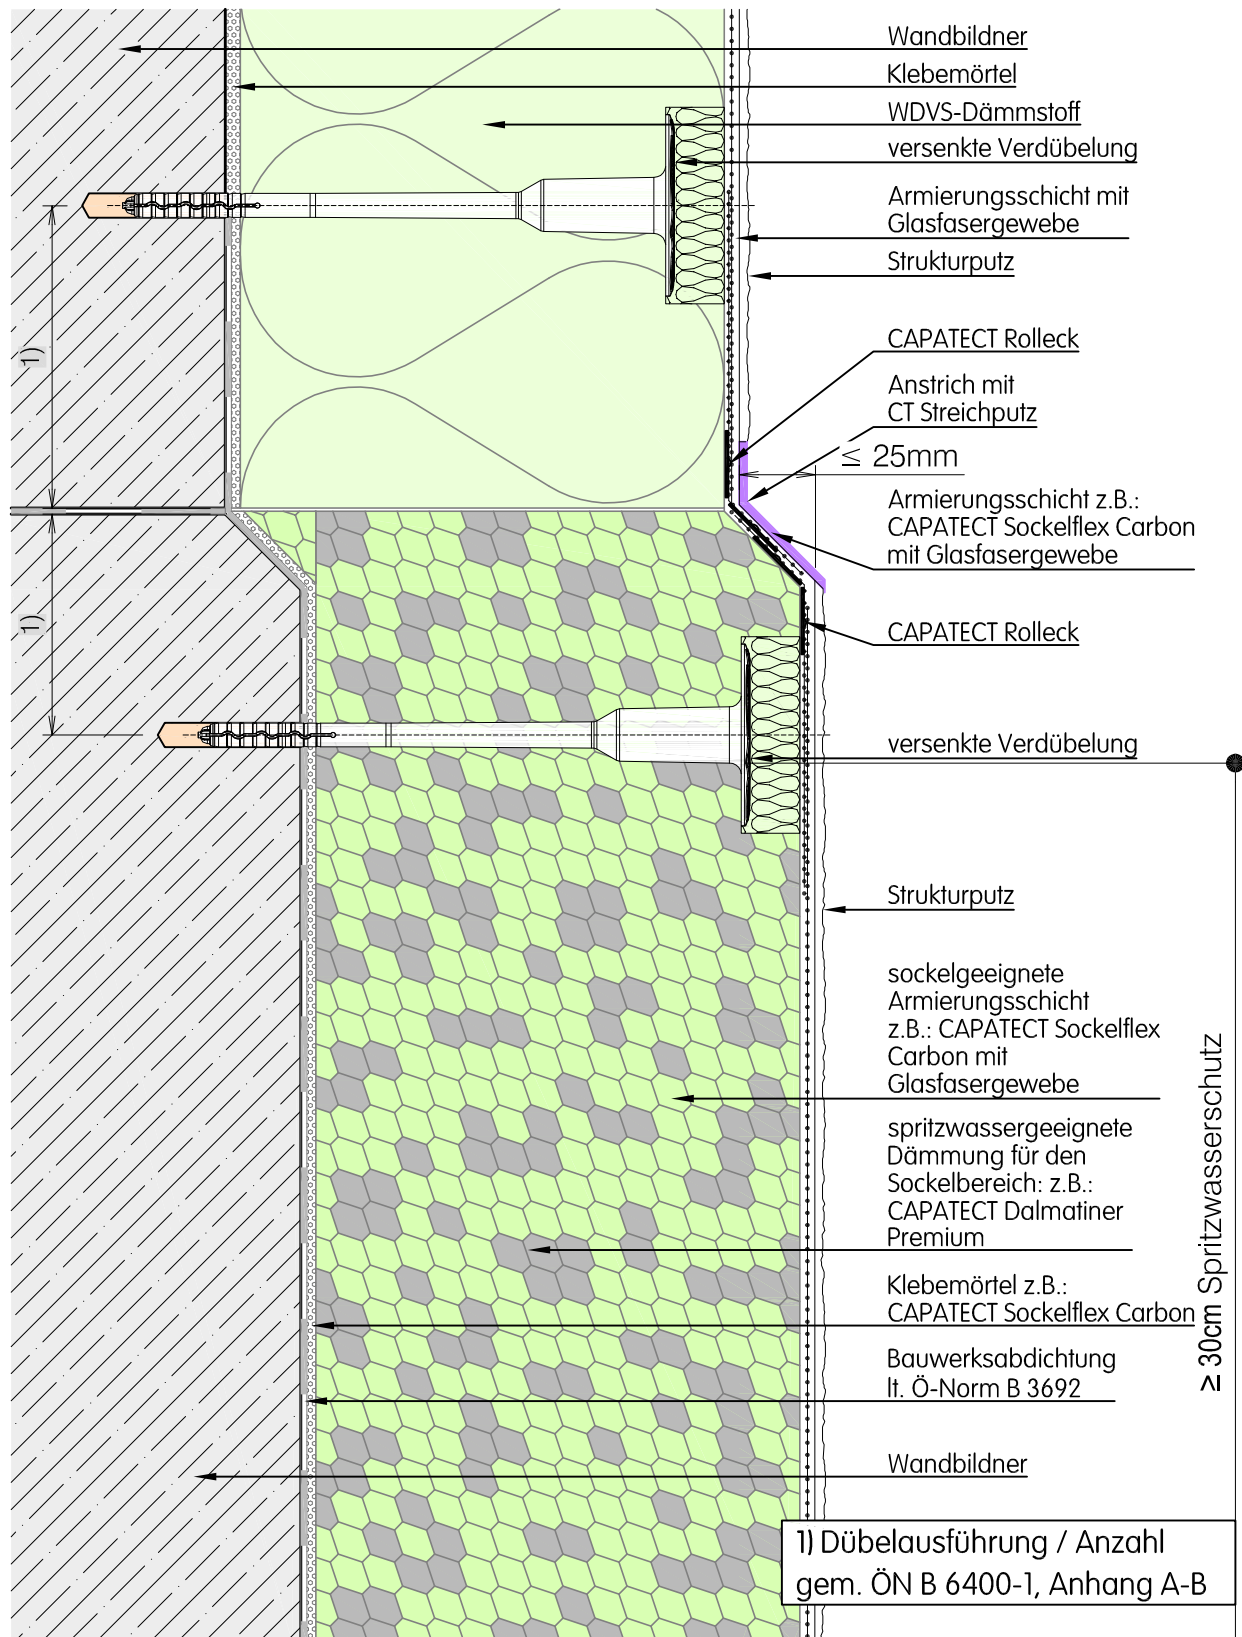 Wandbildner
Klebemörtel
WDVS-Dämmstoff
versenkte Verdübelung
Armierungsschicht mit
Glasfasergewebe
Strukturputz
1)
CAPATECT Rolleck
Anstrich mit
CT Streichputz
≤ 25mm
Armierungsschicht z.B.:
CAPATECT Sockelflex Carbon
mit Glasfasergewebe
1)
CAPATECT Rolleck
versenkte Verdübelung
Strukturputz
sockelgeeignete
Armierungsschicht
z.B.: CAPATECT Sockelflex
Carbon mit
Glasfasergewebe
spritzwassergeeignete
Dämmung für den
Sockelbereich: z.B.:
CAPATECT Dalmatiner
Premium
≥ 30cm Spritzwasserschutz
Klebemörtel z.B.:
CAPATECT Sockelflex Carbon
Bauwerksabdichtung
lt. Ö-Norm B 3692
Wandbildner
1) Dübelausführung / Anzahl
gem. ÖN B 6400-1, Anhang A-B